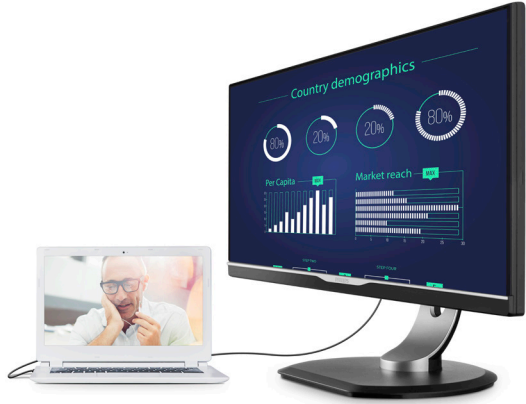 Country demographics
80%
20%
20%
80%
Per Capita
Market reach
MAX